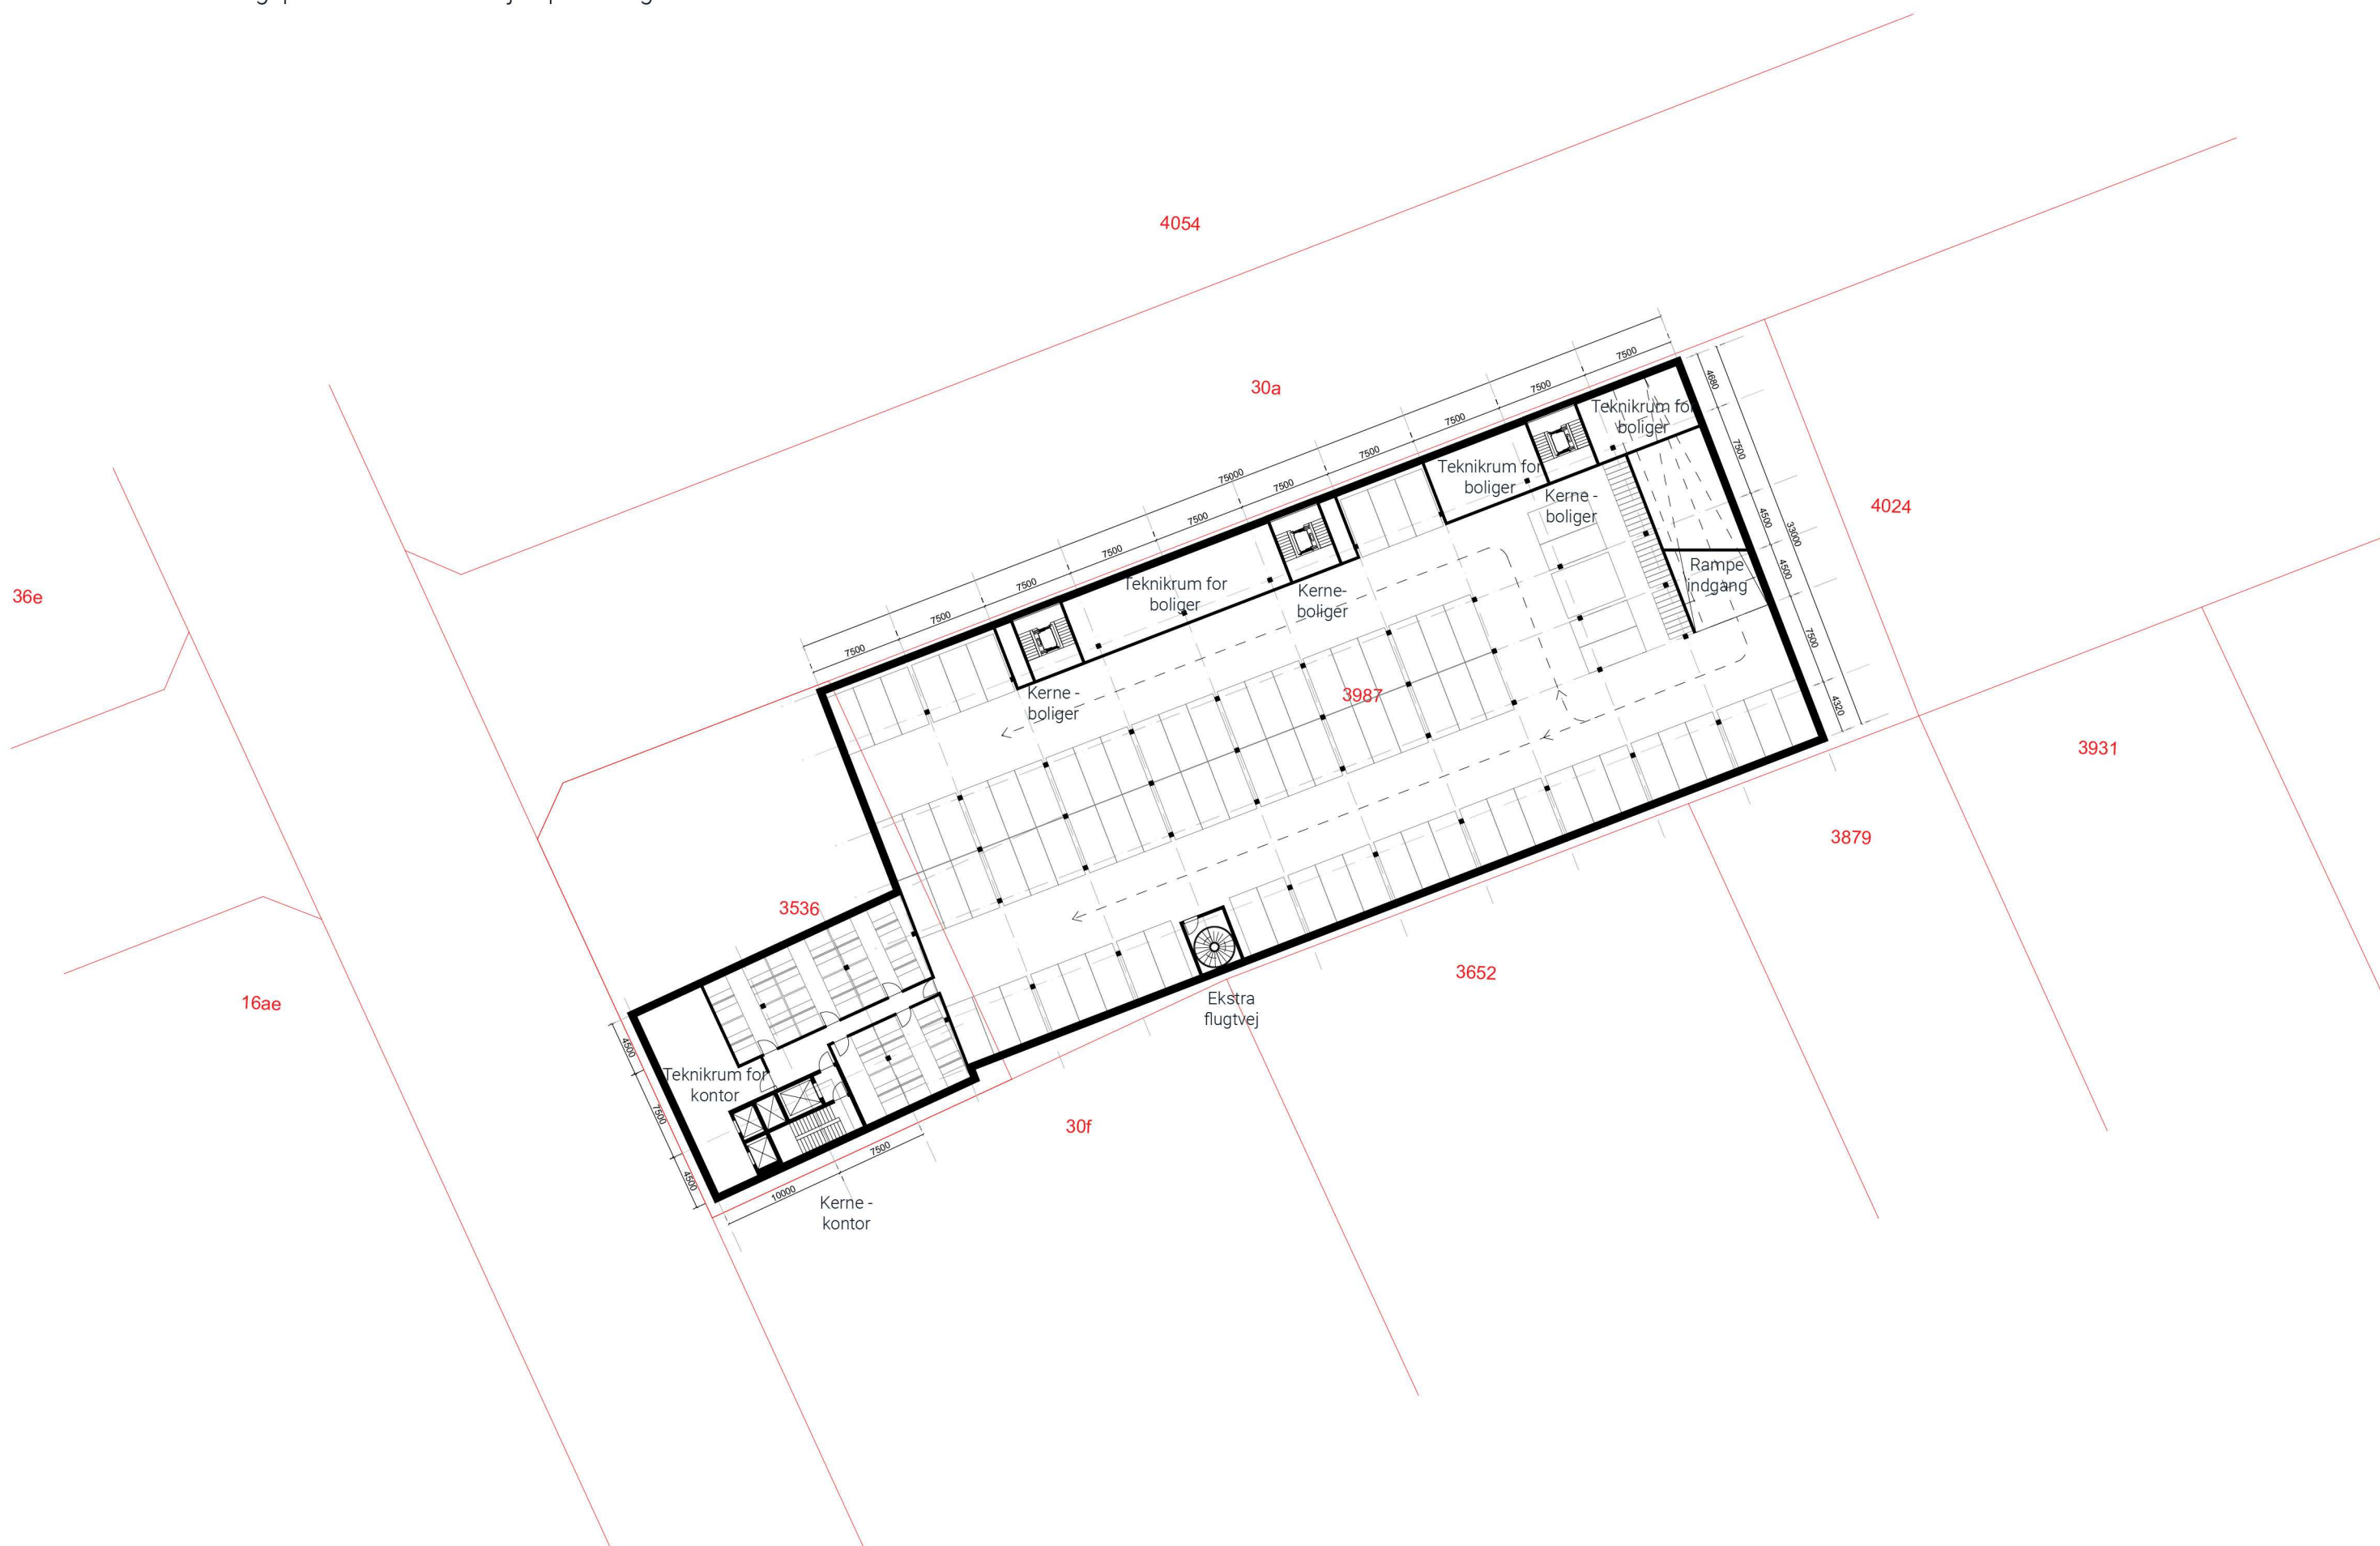 4054
30a
7500
4680
7500
Teknikrum for
boliger
7500
7500
7500
75000
7500
Teknikrum for
boliger
Kerne -
boliger
4024
4500
33000
4500
Rampe
indgang
7500
7500
Teknikrum for
boliger
Kerne-
boliger
7500
36e
7500
7500
7500
Kerne -
boliger
3987
4320
3931
3879
3536
3652
Ekstra
flugtvej
16ae
4500
Teknikrum for
kontor
7500
30f
7500
4500
10000
Kerne -
kontor